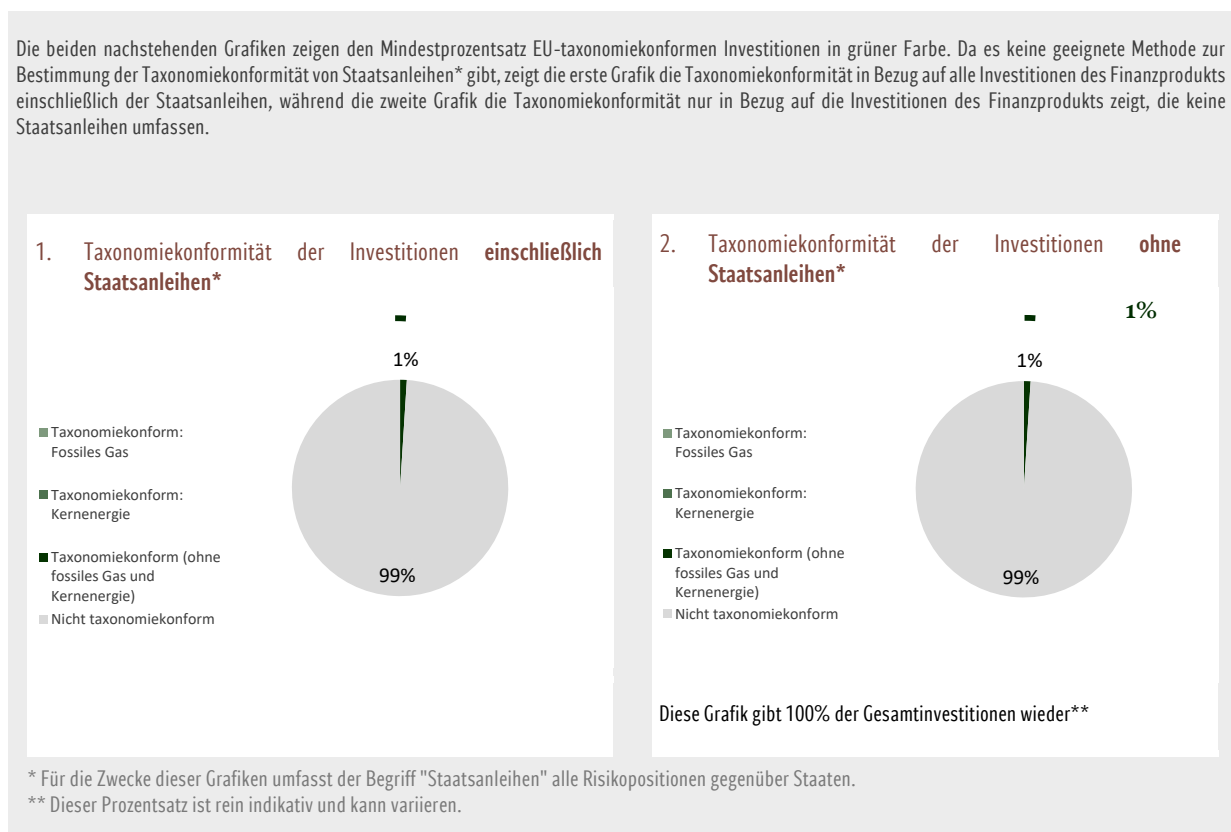 Die beiden nachstehenden Grafiken zeigen den Mindestprozentsatz EU-taxonomiekonformen Investitionen in grüner Farbe. Da es keine geeignete Methode zur
Bestimmung der Taxonomiekonformität von Staatsanleihen* gibt, zeigt die erste Grafik die Taxonomiekonformität in Bezug auf alle Investitionen des Finanzprodukts
einschließlich der Staatsanleihen, während die zweite Grafik die Taxonomiekonformität nur in Bezug auf die Investitionen des Finanzprodukts zeigt, die keine
Staatsanleihen umfassen.
1. Taxonomiekonformität der Investitionen einschließlich
Staatsanleihen*
1%
Taxonomiekonform:
Fossiles Gas
Taxonomiekonform:
Kernenergie
Taxonomiekonform (ohne
fossiles Gas und
Kernenergie)
Nicht taxonomiekonform
99%
2. Taxonomiekonformität der Investitionen ohne
Staatsanleihen*
1%
1%
Taxonomiekonform:
Fossiles Gas
Taxonomiekonform:
Kernenergie
Taxonomiekonform (ohne
fossiles Gas und
Kernenergie)
Nicht taxonomiekonform
99%
Diese Grafik gibt 100% der Gesamtinvestitionen wieder**
* Für die Zwecke dieser Grafiken umfasst der Begriff "Staatsanleihen" alle Risikopositionen gegenüber Staaten.
** Dieser Prozentsatz ist rein indikativ und kann variieren.